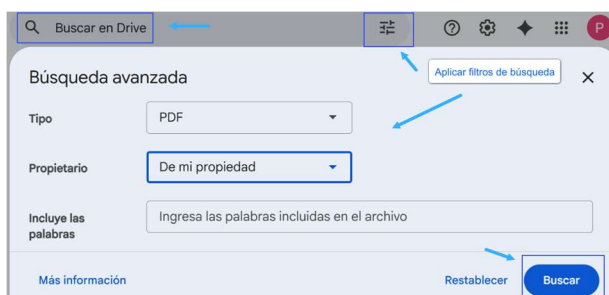 Buscar en Drive
P
Búsqueda avanzada
Aplicar filtros de búsqueda
Tipo
PDF
Propietario
De mi propiedad
Incluye las
palabras
Ingresa las palabras incluidas en el archivo
Más información
Restablecer
Buscar